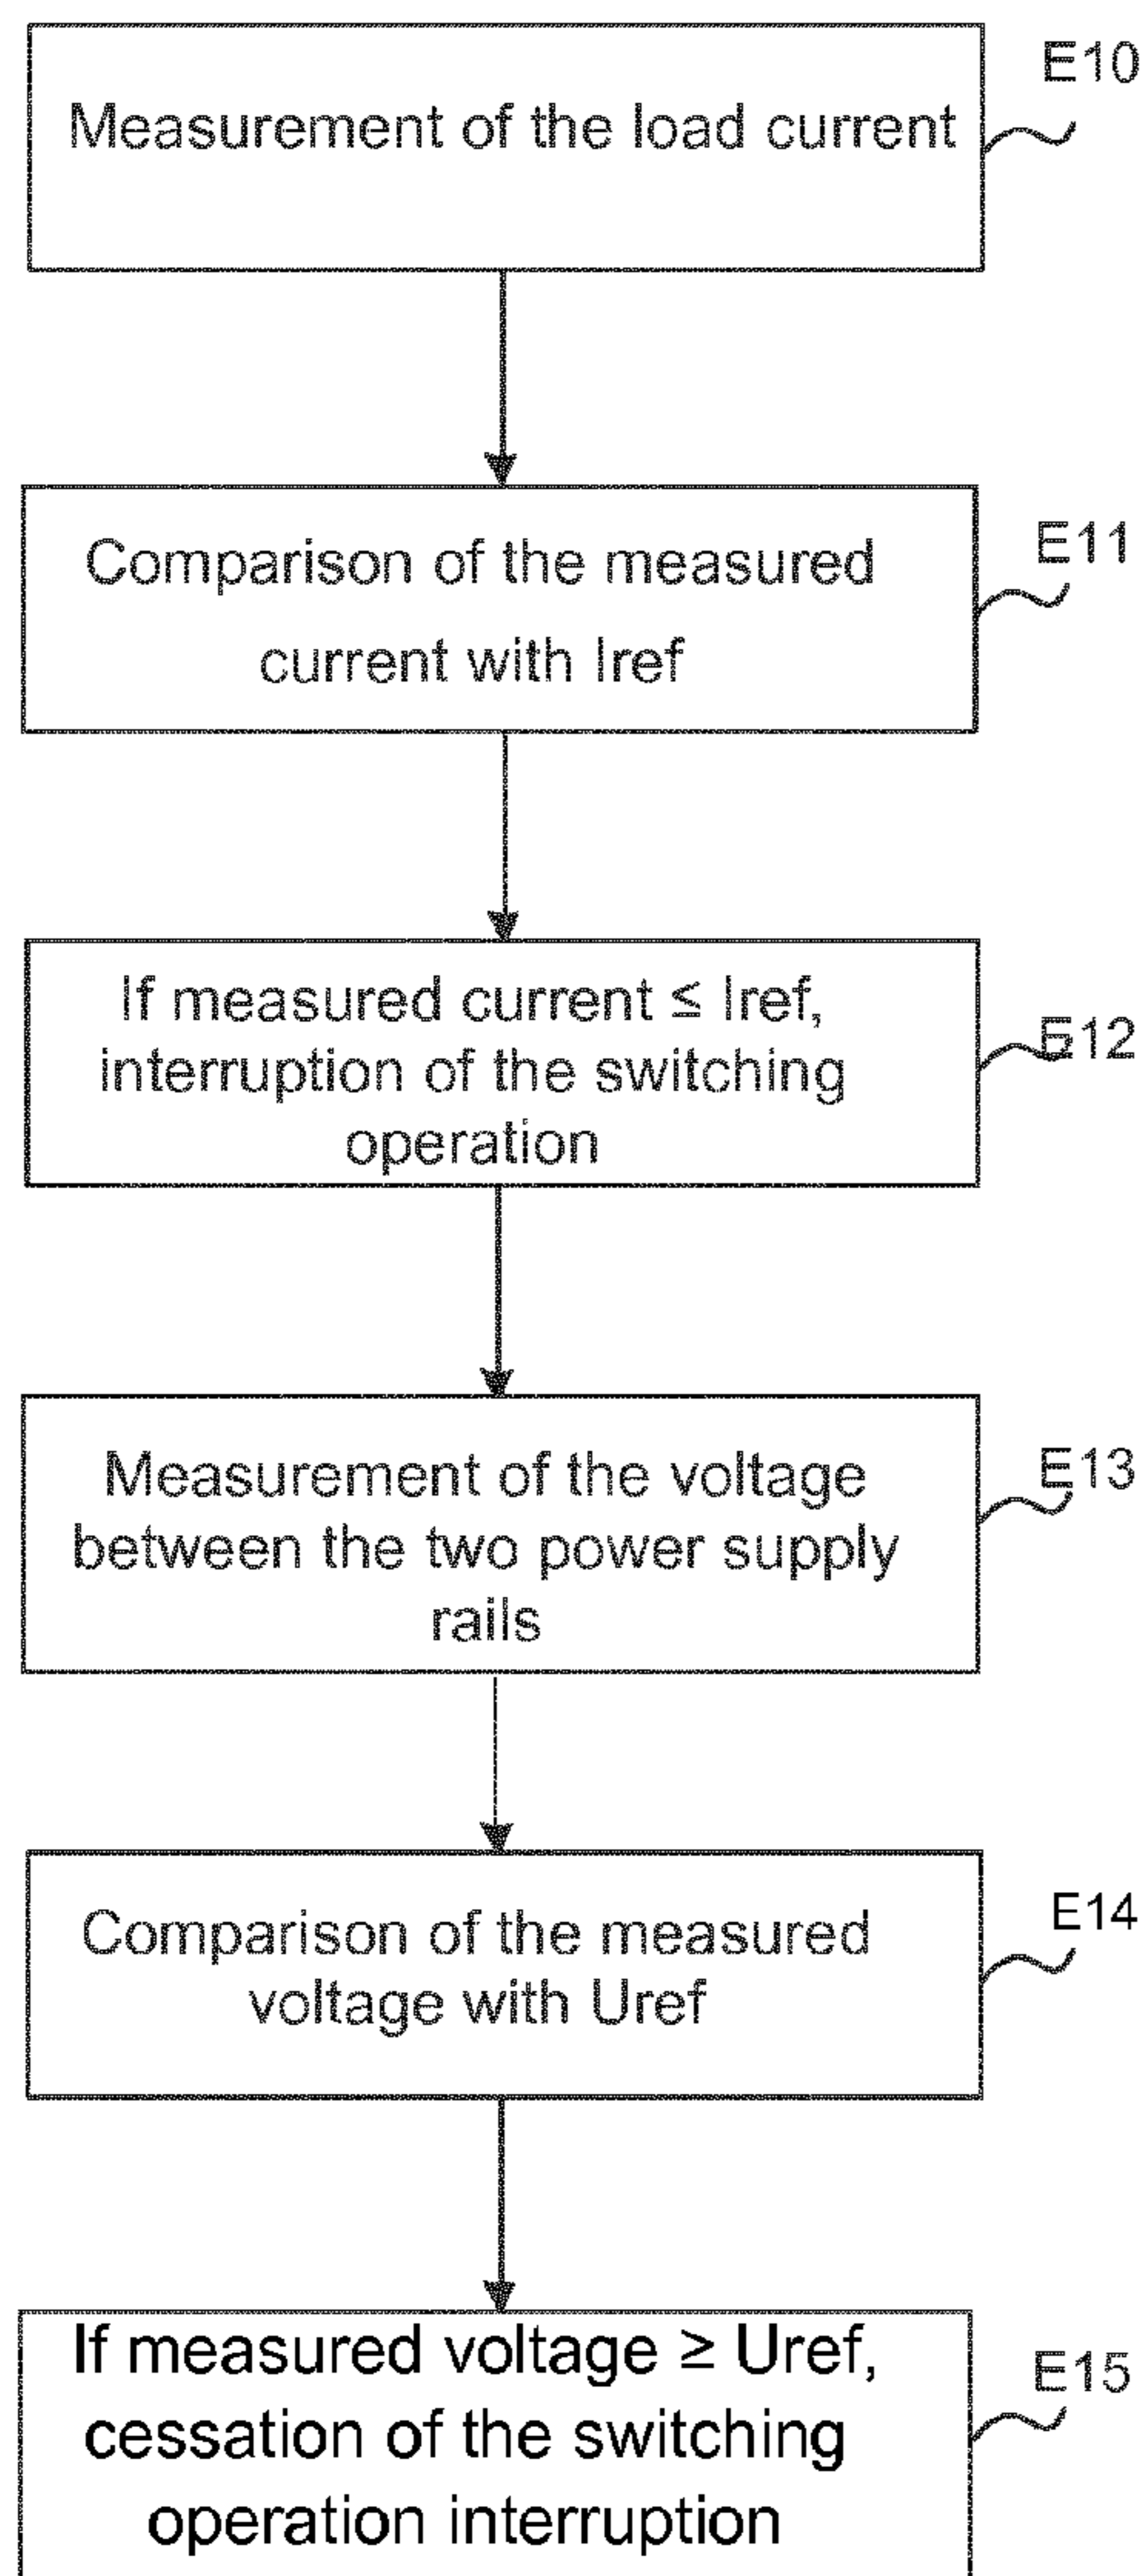 E10
Measurement of the load current
E11
Comparison of the measured
current with Iref
If measured current ≤ Iref,
interruption of the switching
operation
E12
Measurement of the voltage
between the two power supply
rails
E13
Comparison of the measured
voltage with Uref
E14
If measured voltage ≥ Uref,
cessation of the switching
operation interruption
E15